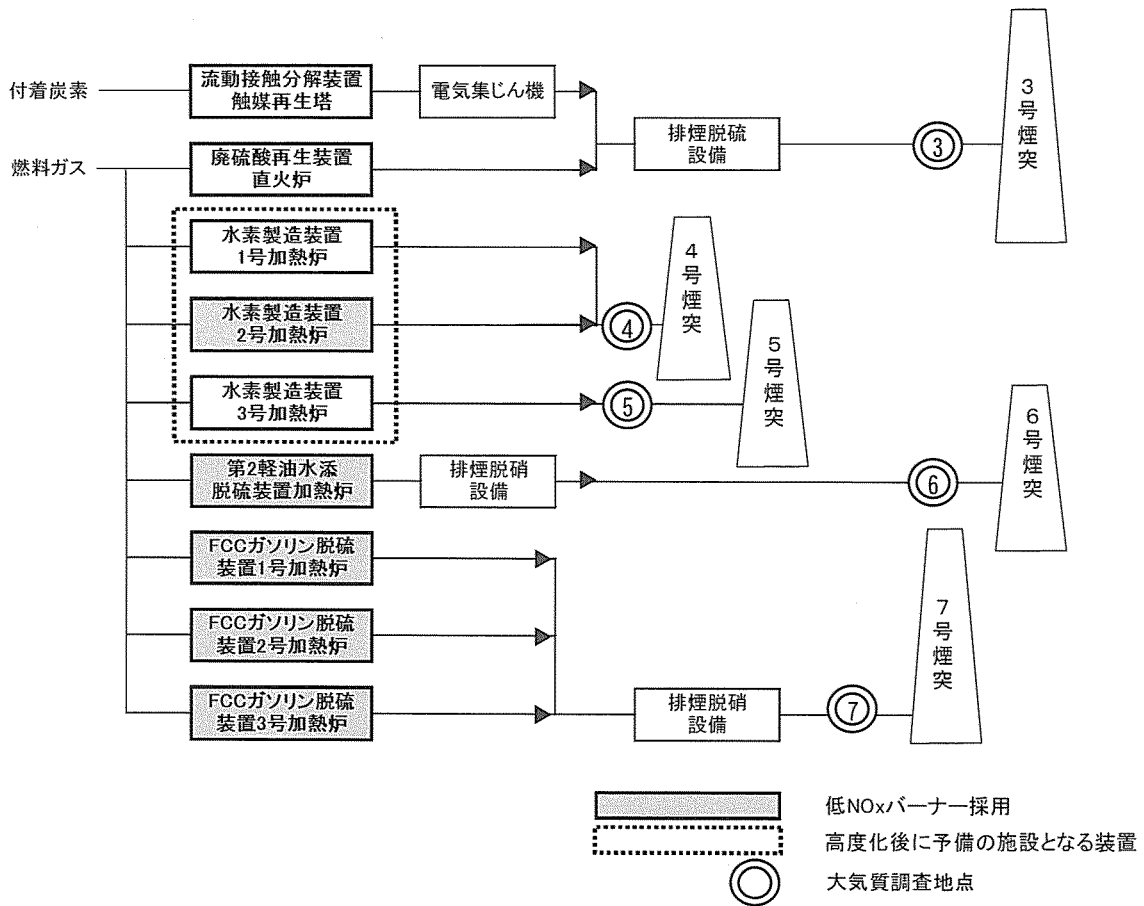 付着炭素
流動接触分解装置
触媒再生塔
電気集じん機
燃料ガス
廃硫酸再生装置
直火炉
排煙脱硫
設備
③
3号煙突
水素製造装置
1号加熱炉
水素製造装置
2号加熱炉
④
4号煙突
水素製造装置
3号加熱炉
⑤
5号煙突
第2軽油水添
脱硫装置加熱炉
排煙脱硝
設備
⑥
6号煙突
FCCガソリン脱硫
装置1号加熱炉
FCCガソリン脱硫
装置2号加熱炉
FCCガソリン脱硫
装置3号加熱炉
排煙脱硝
設備
⑦
7号煙突
低NOxバーナー採用
高度化後に予備の施設となる装置
大気質調査地点